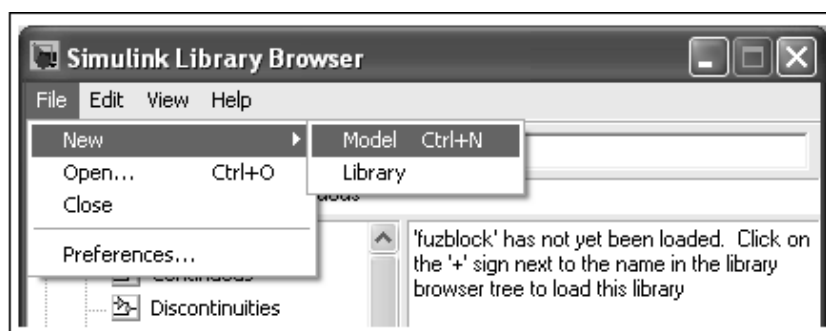 Simulink Library Browser
File Edit View Help
New
Model Ctrl+N
Open... Ctrl+O
Library
Close
Preferences...
'fuzblock' has not yet been loaded. Click on
the '+' sign next to the name in the library
browser tree to load this library
Discontinuities